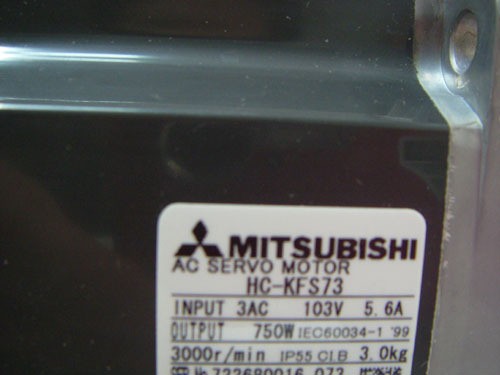 MITSUBISHI
AC SERVO MOTOR
HC-KFS73
INPUT 3AC 103V 5.6A
OUTPUT 750W IEC60034-1 '99
3000r/min IP55 Cl.B 3.0kg